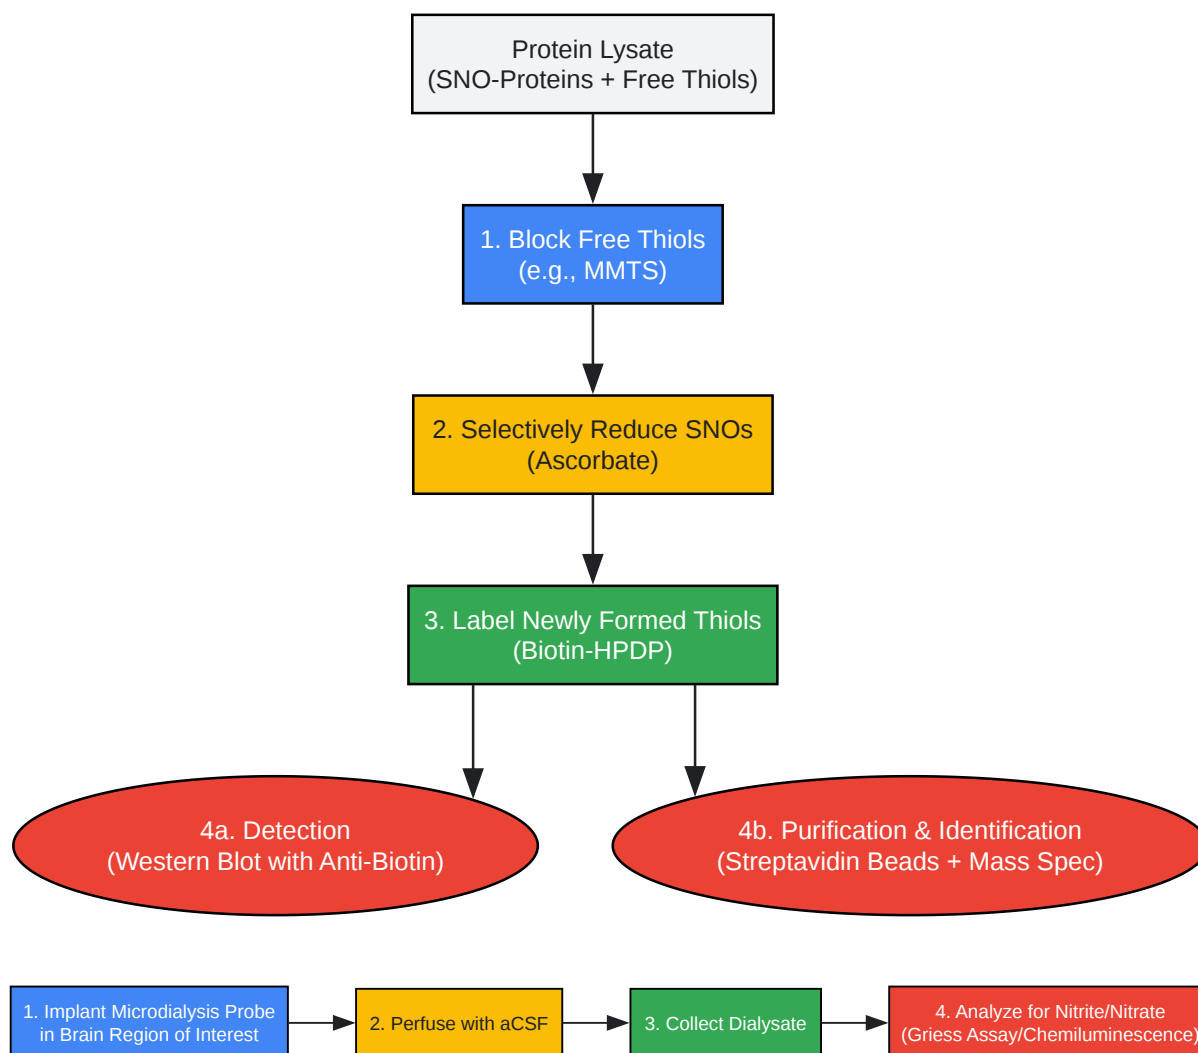 Protein Lysate
(SNO-Proteins + Free Thiols)
1. Block Free Thiols
(e.g., MMTS)
2. Selectively Reduce SNOs
(Ascorbate)
3. Label Newly Formed Thiols
(Biotin-HPDP)
4a. Detection
(Western Blot with Anti-Biotin)
4b. Purification & Identification
(Streptavidin Beads + Mass Spec)
1. Implant Microdialysis Probe
in Brain Region of Interest
2. Perfuse with aCSF
3. Collect Dialysate
4. Analyze for Nitrite/Nitrate
(Griess Assay/Chemiluminescence)